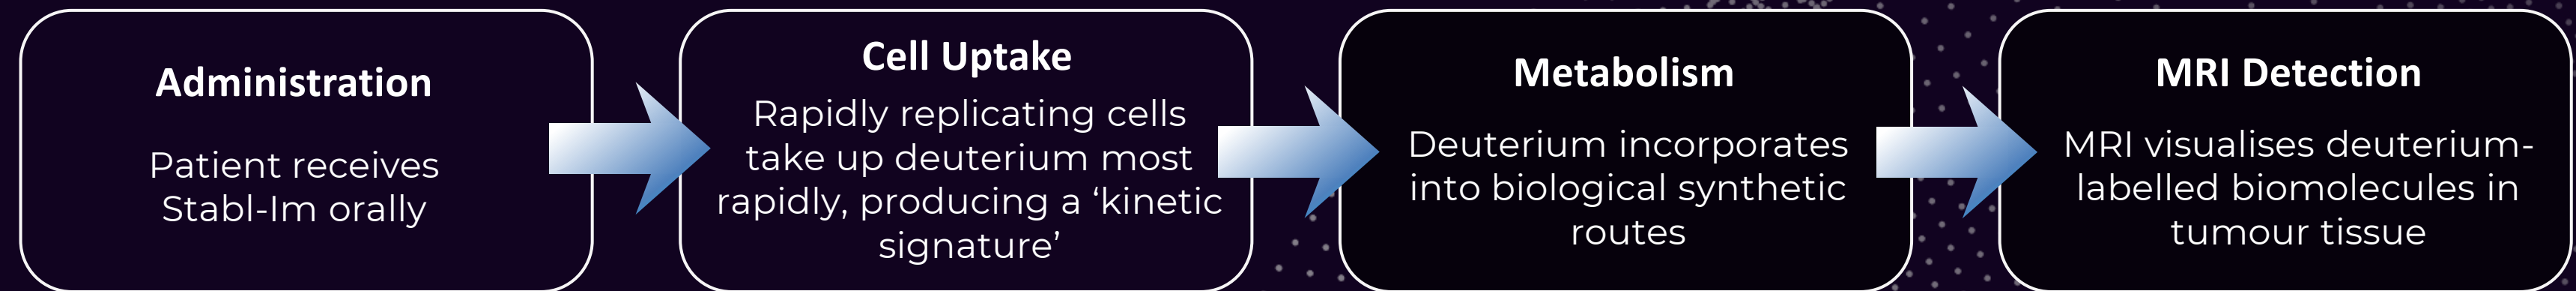 Administration
Patient receives
Stabl-Im orally
Cell Uptake
Rapidly replicating cells
take up deuterium most
rapidly, producing a ‘kinetic
signature’
Metabolism
Deuterium incorporates
into biological synthetic
routes
MRI Detection
MRI visualises deuterium-
labelled biomolecules in
tumour tissue